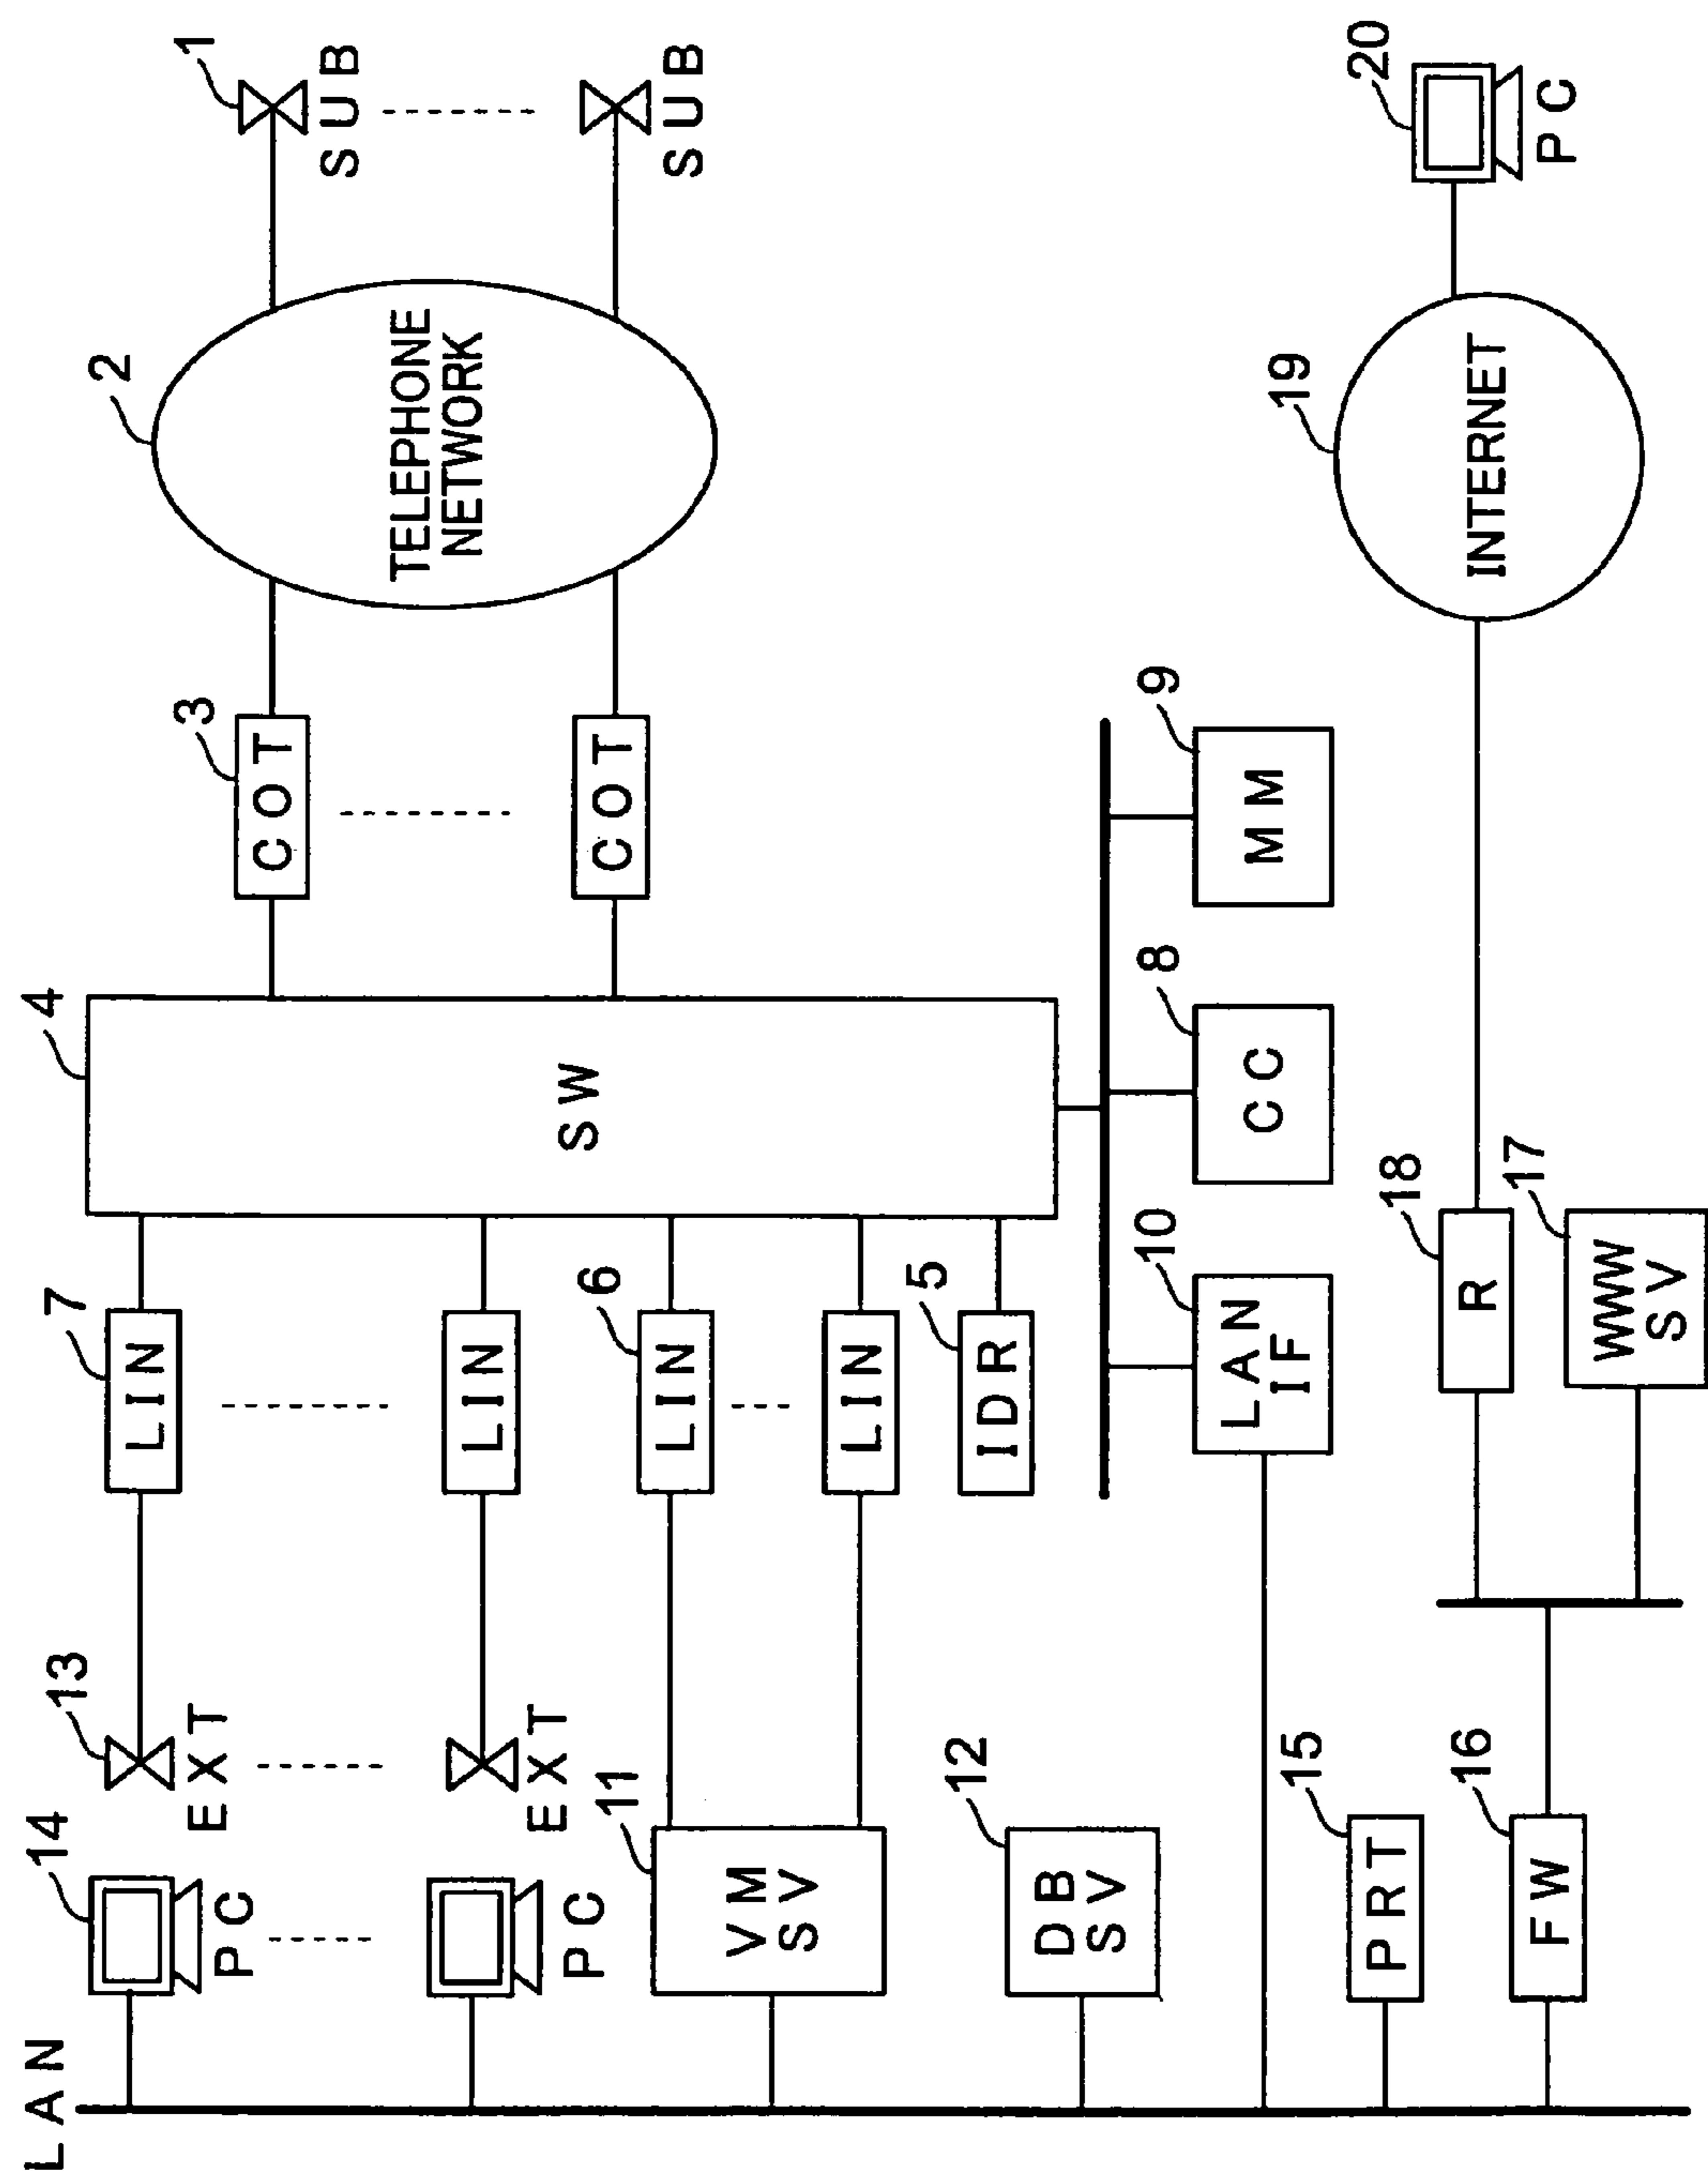 LAN
14
PC
PC
13
EXT
EXT
7
LIN
LIN
6
LIN
LIN
5
IDR
4
SW
3
COT
COT
2
TELEPHONE
NETWORK
1
SUB
SUB
11
VM
SV
12
DB
SV
10
LAN
IF
8
CC
9
MM
15
PRT
16
FW
18
R
17
WWW
SV
19
INTERNET
20
PC